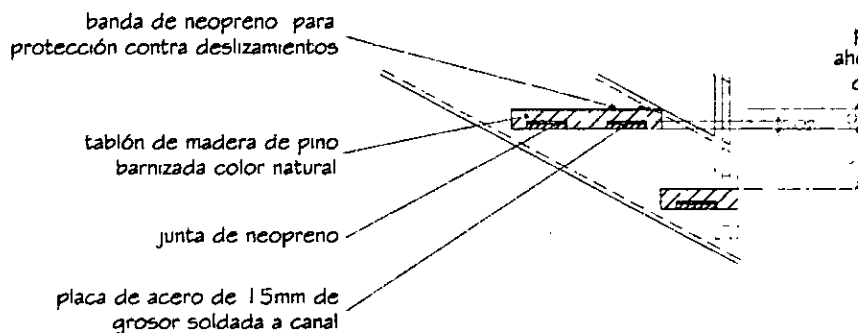 banda de neopreno para
protección contra deslizamientos
tablón de madera de pino
barnizada color natural
junta de neopreno
placa de acero de 15mm de
grosor soldada a canal